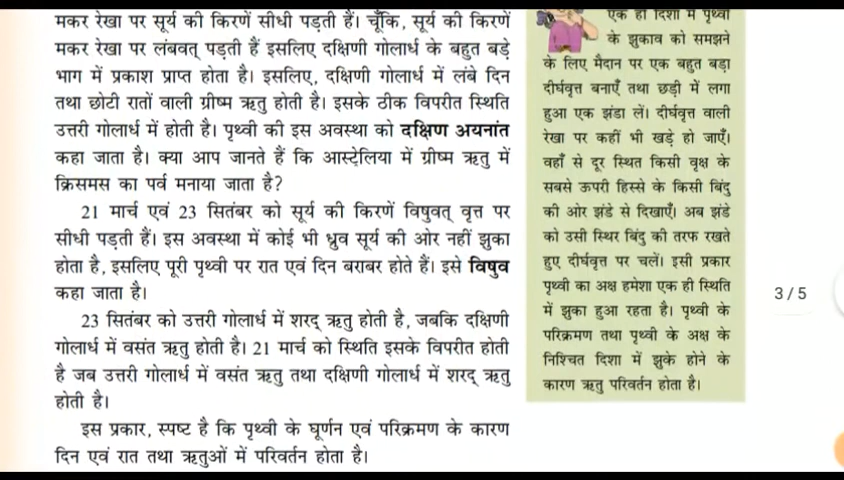 मकर रेखा पर सूर्य की किरणें सीधी पड़ती हैं। चूँकि, सूर्य की किरणें
मकर रेखा पर लंबवत् पड़ती हैं इसलिए दक्षिणी गोलार्ध के बहुत बड़े
भाग में प्रकाश प्राप्त होता है। इसलिए, दक्षिणी गोलार्ध में लंबे दिन
तथा छोटी रातों वाली ग्रीष्म ऋतु होती है। इसके ठीक विपरीत स्थिति
उत्तरी गोलार्ध में होती है। पृथ्वी की इस अवस्था को दक्षिण अयनांत
कहा जाता है। क्या आप जानते हैं कि आस्ट्रेलिया में ग्रीष्म ऋतु में
क्रिसमस का पर्व मनाया जाता है?
21 मार्च एवं 23 सितंबर को सूर्य की किरणें विषुवत् वृत्त पर
सीधी पड़ती हैं। इस अवस्था में कोई भी ध्रुव सूर्य की ओर नहीं झुका
होता है, इसलिए पूरी पृथ्वी पर रात एवं दिन बराबर होते हैं। इसे विषुव
कहा जाता है।
23 सितंबर को उत्तरी गोलार्ध में शरद् ऋतु होती है, जबकि दक्षिणी
गोलार्ध में वसंत ऋतु होती है। 21 मार्च को स्थिति इसके विपरीत होती
है जब उत्तरी गोलार्ध में वसंत ऋतु तथा दक्षिणी गोलार्ध में शरद् ऋतु
होती है।
इस प्रकार, स्पष्ट है कि पृथ्वी के घूर्णन एवं परिक्रमण के कारण
दिन एवं रात तथा ऋतुओं में परिवर्तन होता है।
एक ही दिशा में पृथ्वी
के झुकाव को समझने
के लिए मैदान पर एक बहुत बड़ा
दीर्घवृत्त बनाएँ तथा छड़ी में लगा
हुआ एक झंडा लें। दीर्घवृत्त वाली
रेखा पर कहीं भी खड़े हो जाएँ।
वहाँ से दूर स्थित किसी वृक्ष के
सबसे ऊपरी हिस्से के किसी बिंदु
की ओर झंडे से दिखाएँ। अब झंडे
को उसी स्थिर बिंदु की तरफ रखते
हुए दीर्घवृत्त पर चलें। इसी प्रकार
पृथ्वी का अक्ष हमेशा एक ही स्थिति
में झुका हुआ रहता है। पृथ्वी के
परिक्रमण तथा पृथ्वी के अक्ष के
निश्चित दिशा में झुके होने के
कारण ऋतु परिवर्तन होता है।
3 / 5